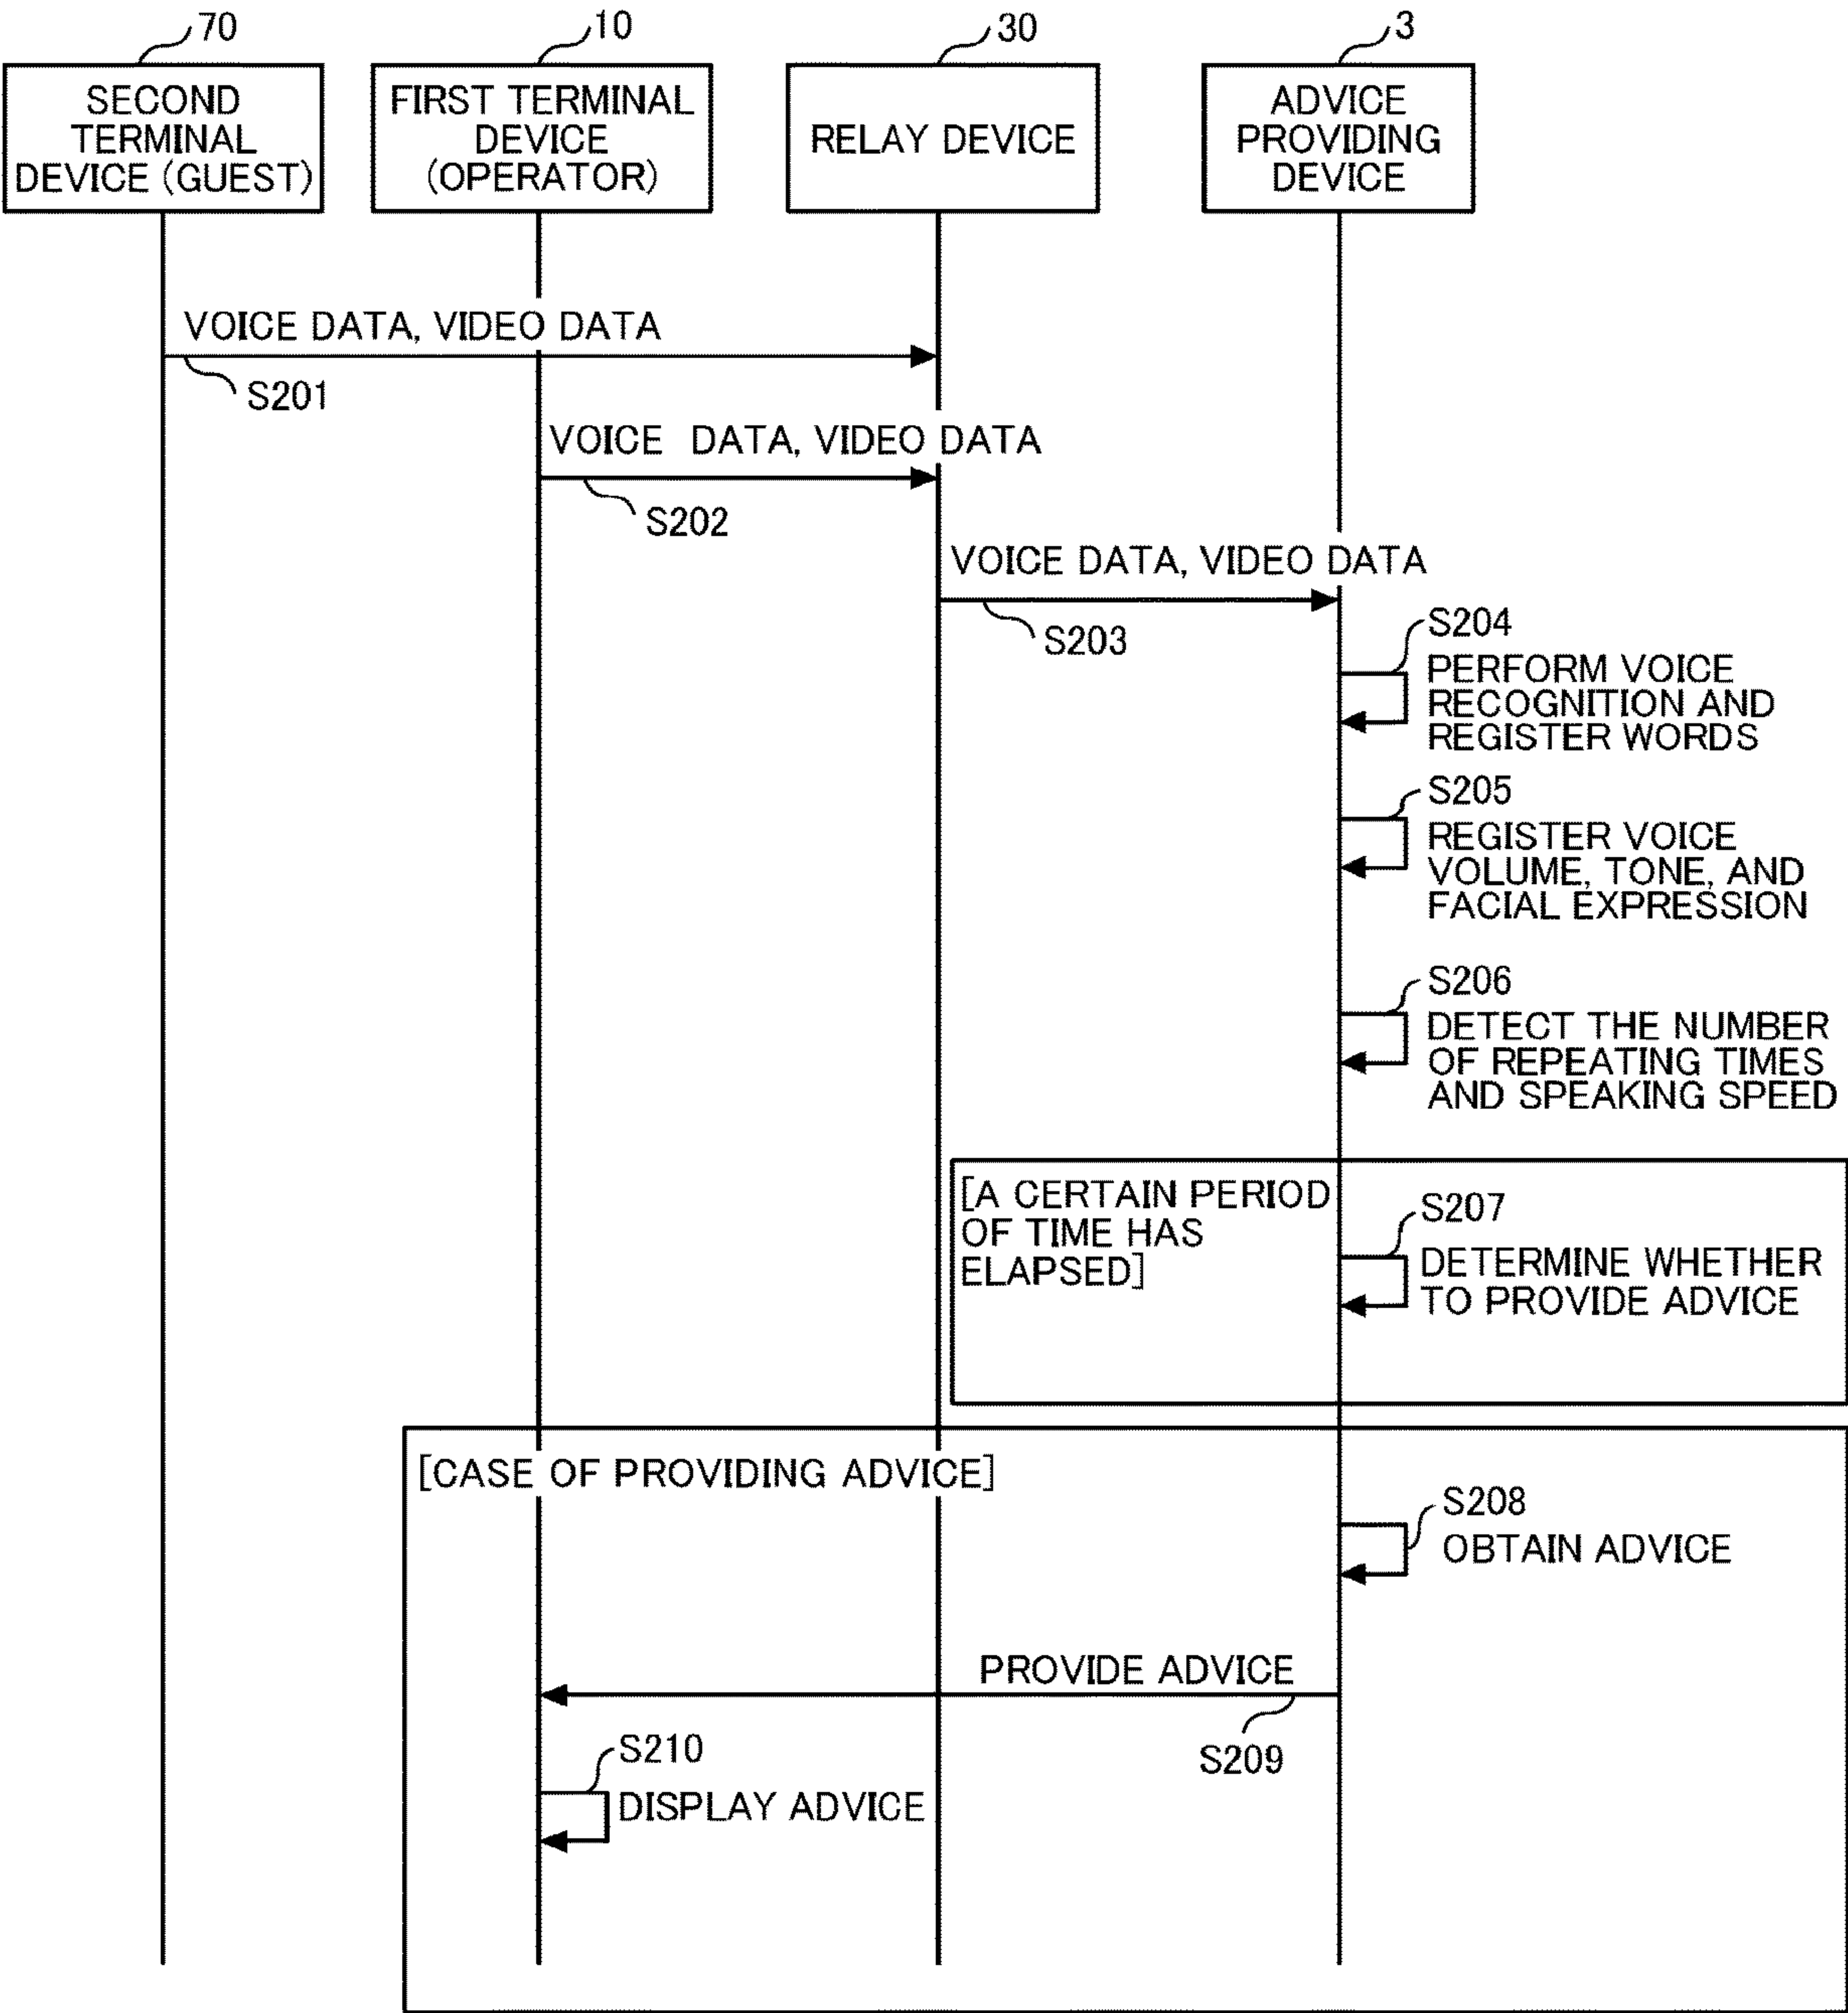 70
10
30
3
SECOND
TERMINAL
DEVICE (GUEST)
FIRST TERMINAL
DEVICE
(OPERATOR)
RELAY DEVICE
ADVICE
PROVIDING
DEVICE
VOICE DATA, VIDEO DATA
S201
VOICE DATA, VIDEO DATA
S202
VOICE DATA, VIDEO DATA
S203
S204
PERFORM VOICE
RECOGNITION AND
REGISTER WORDS
S205
REGISTER VOICE
VOLUME, TONE, AND
FACIAL EXPRESSION
S206
DETECT THE NUMBER
OF REPEATING TIMES
AND SPEAKING SPEED
[A CERTAIN PERIOD
OF TIME HAS
ELAPSED]
S207
DETERMINE WHETHER
TO PROVIDE ADVICE
[CASE OF PROVIDING ADVICE]
S208
OBTAIN ADVICE
PROVIDE ADVICE
S209
S210
DISPLAY ADVICE